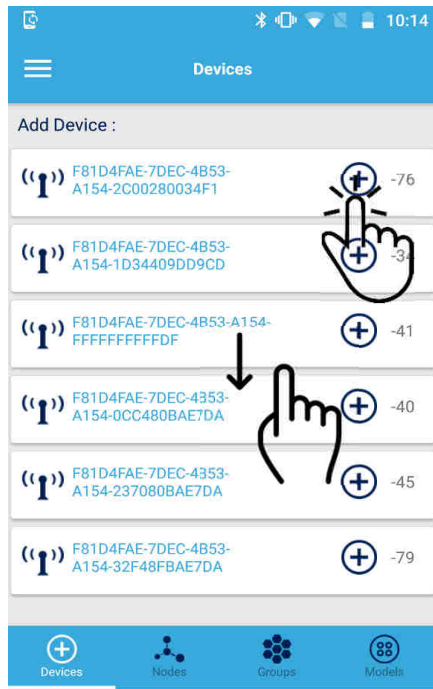 10:14
Devices
Add Device :
F81D4FAE-7DEC-4B53-
A154-2C00280034F1
-76
F81D4FAE-7DEC-4B53-
A154-1D34409DD9CD
F81D4FAE-7DEC-4B53-A154-
FFFFFFFFFFDF
-41
F81D4FAE-7DEC-4B53-
A154-0CC480BAE7DA
-40
F81D4FAE-7DEC-4B53-
A154-237080BAE7DA
-45
F81D4FAE-7DEC-4B53-
A154-32F48FBAE7DA
-79
Devices
Nodes
Groups
Models